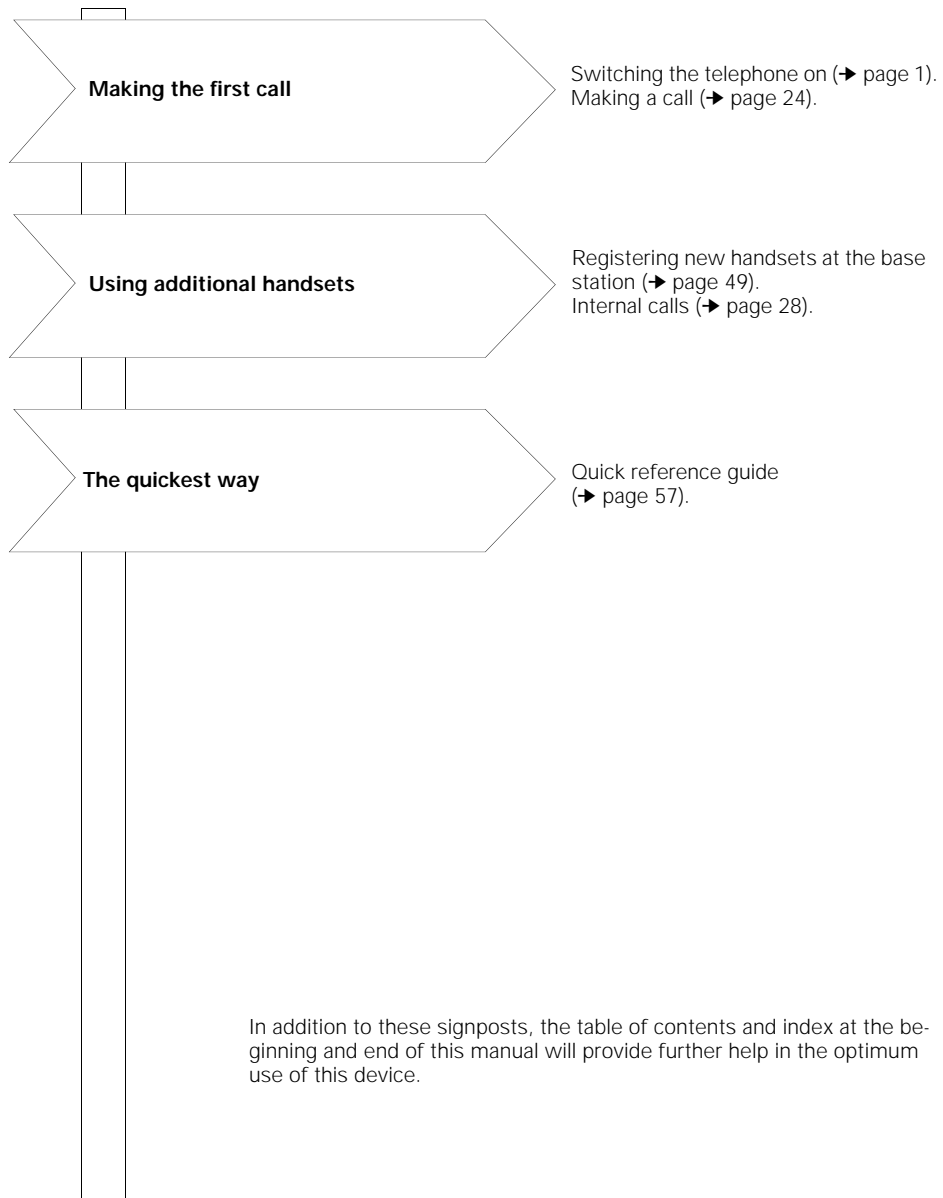 Making the first call
Switching the telephone on (➔ page 1).
Making a call (➔ page 24).
Using additional handsets
Registering new handsets at the base
station (➔ page 49).
Internal calls (➔ page 28).
The quickest way
Quick reference guide
(➔ page 57).
In addition to these signposts, the table of contents and index at the be-
ginning and end of this manual will provide further help in the optimum
use of this device.